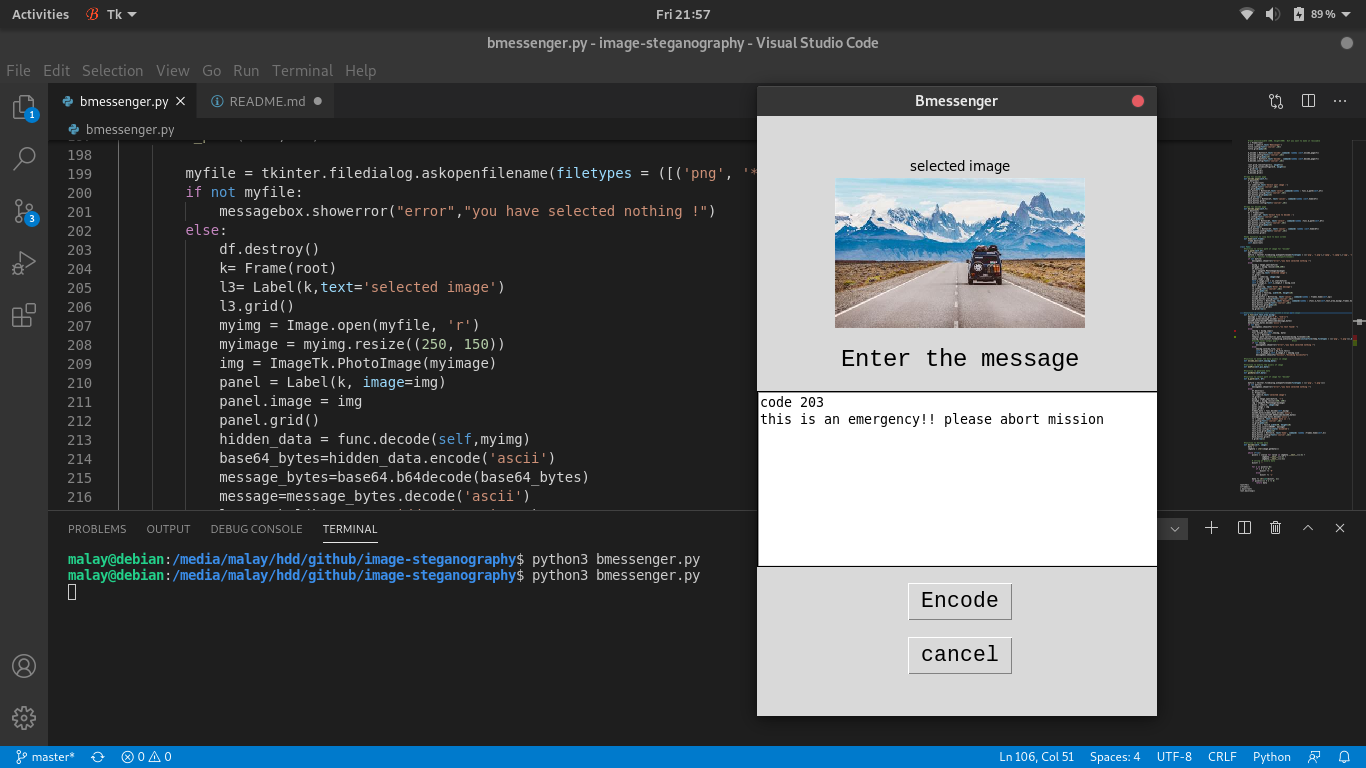 Activities Tk Fri 21:57 89 %
bmessenger.py - image-steganography - Visual Studio Code
File Edit Selection View Go Run Terminal Help
bmessenger.py README.md
bmessenger.py
1
3
198
199 myfile = tkinter.filedialog.askopenfilename(filetypes = ([('png', '*
200 if not myfile:
201 messagebox.showerror("error","you have selected nothing !")
202 else:
203 df.destroy()
204 k= Frame(root)
205 l3= Label(k,text='selected image')
206 l3.grid()
207 myimg = Image.open(myfile, 'r')
208 myimage = myimg.resize((250, 150))
209 img = ImageTk.PhotoImage(myimage)
210 panel = Label(k, image=img)
211 panel.image = img
212 panel.grid()
213 hidden_data = func.decode(self,myimg)
214 base64_bytes=hidden_data.encode('ascii')
215 message_bytes=base64.b64decode(base64_bytes)
216 message=message_bytes.decode('ascii')
PROBLEMS OUTPUT DEBUG CONSOLE TERMINAL
malay@debian:/media/malay/hdd/github/image-steganography$ python3 bmessenger.py
malay@debian:/media/malay/hdd/github/image-steganography$ python3 bmessenger.py
Bmessenger
selected image
Enter the message
code 203
this is an emergency!! please abort mission
Encode
cancel
master* 0 0 Ln 106, Col 51 Spaces: 4 UTF-8 CRLF Python